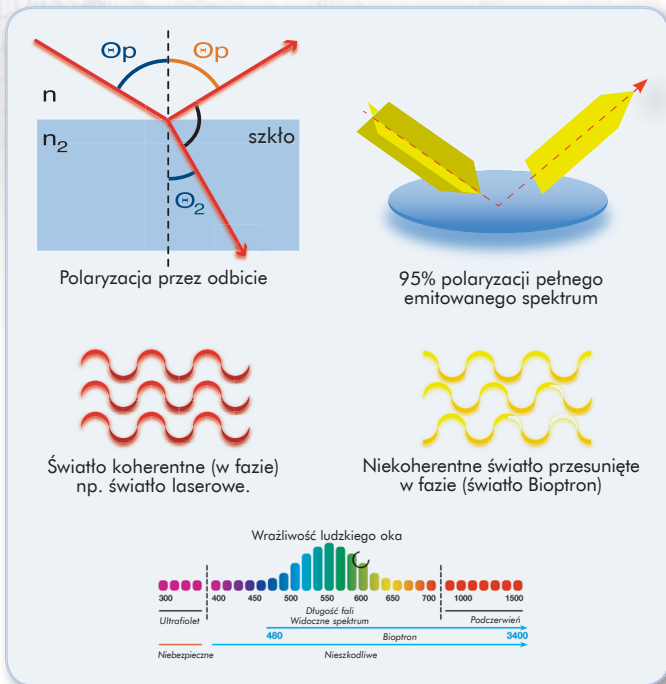 Θp
Θp
n
n2
szkło
Θ2
Polaryzacja przez odbicie
95% polaryzacji pełnego
emitowanego spektrum
Światło koherentne (w fazie)
np. światło laserowe.
Niekoherentne światło przesunięte
w fazie (światło Bioptron)
Wrażliwość ludzkiego oka
300 400 450 500 550 600 650 700 1000 1500
Ultrafiolet
Długość fali
Widoczne spektrum
Podczerwień
480 Bioptron 3400
Niebezpieczne
Nieszkodliwe